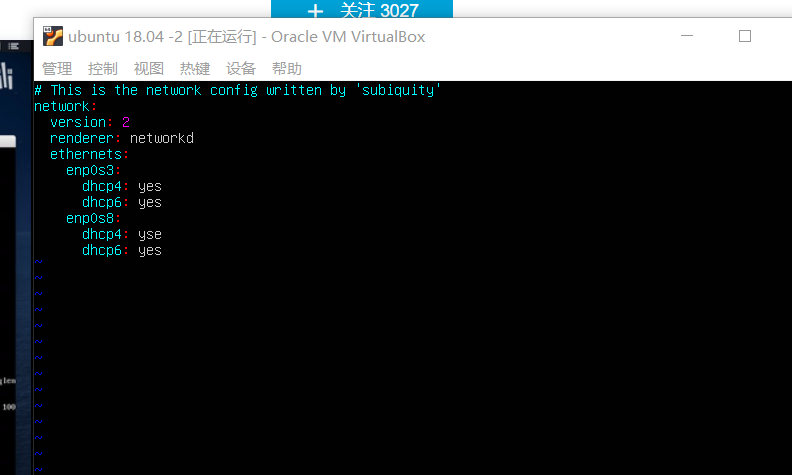 + 关注 3027
ubuntu 18.04 -2 [正在运行] - Oracle VM VirtualBox
管理 控制 视图 热键 设备 帮助
# This is the network config written by 'subiquity'
network:
  version: 2
  renderer: networkd
  ethernets:
    enp0s3:
      dhcp4: yes
      dhcp6: yes
    enp0s8:
      dhcp4: yse
      dhcp6: yes
~
~
~
~
~
~
~
~
~
~
~
~
~
~
100